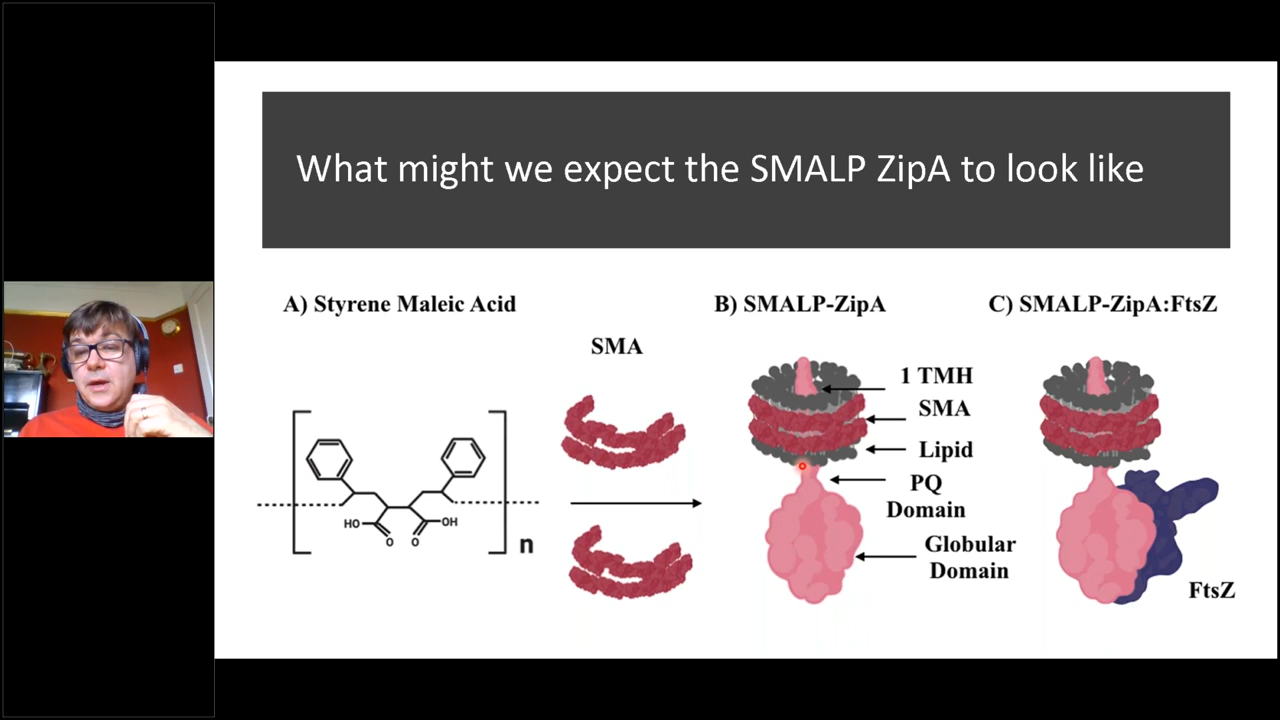 What might we expect the SMALP ZipA to look like
A) Styrene Maleic Acid
SMA
HO
O
O
OH
n
B) SMALP-ZipA
1 TMH
SMA
Lipid
PQ
Domain
Globular
Domain
C) SMALP-ZipA:FtsZ
FtsZ